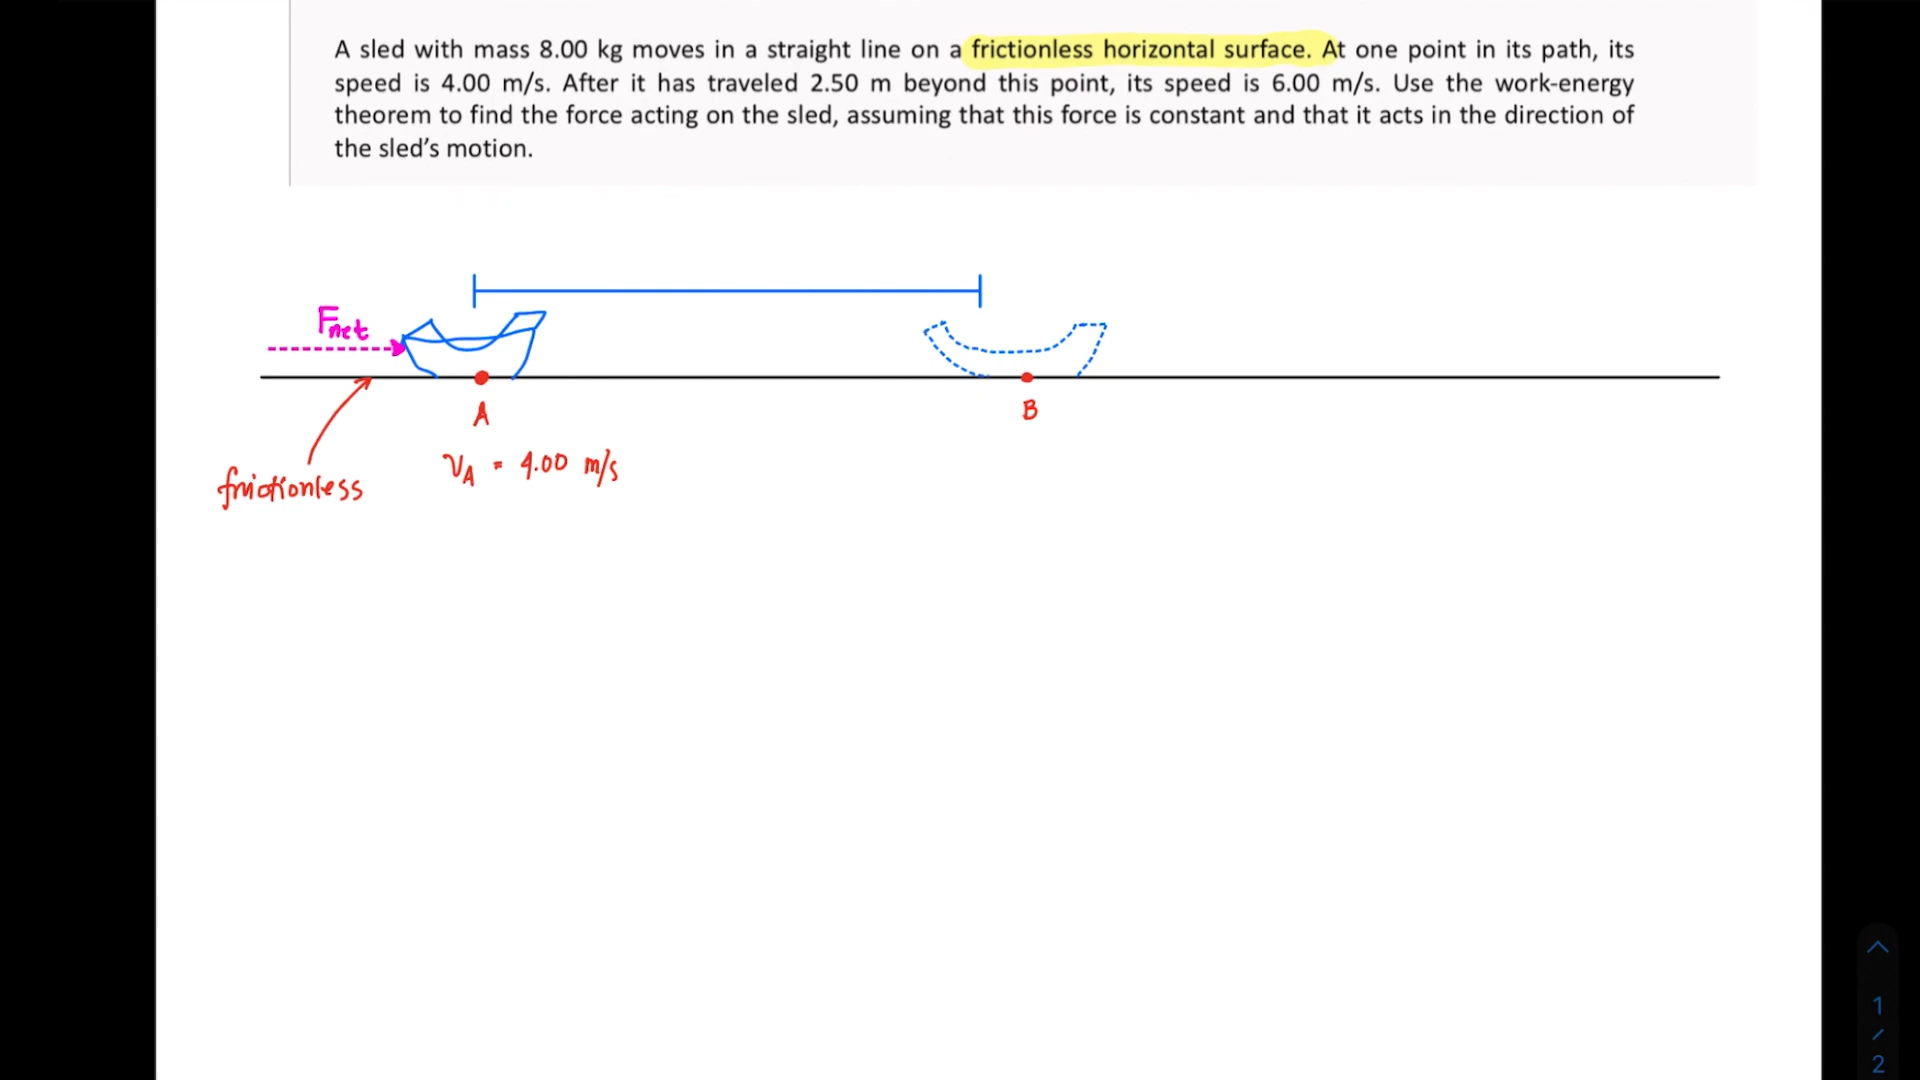 A sled with mass 8.00 kg moves in a straight line on a frictionless horizontal surface. At one point in its path, its
speed is 4.00 m/s. After it has traveled 2.50 m beyond this point, its speed is 6.00 m/s. Use the work-energy
theorem to find the force acting on the sled, assuming that this force is constant and that it acts in the direction of
the sled’s motion.
Fnet
A
B
vA = 4.00 m/s
frictionless
1
/
2